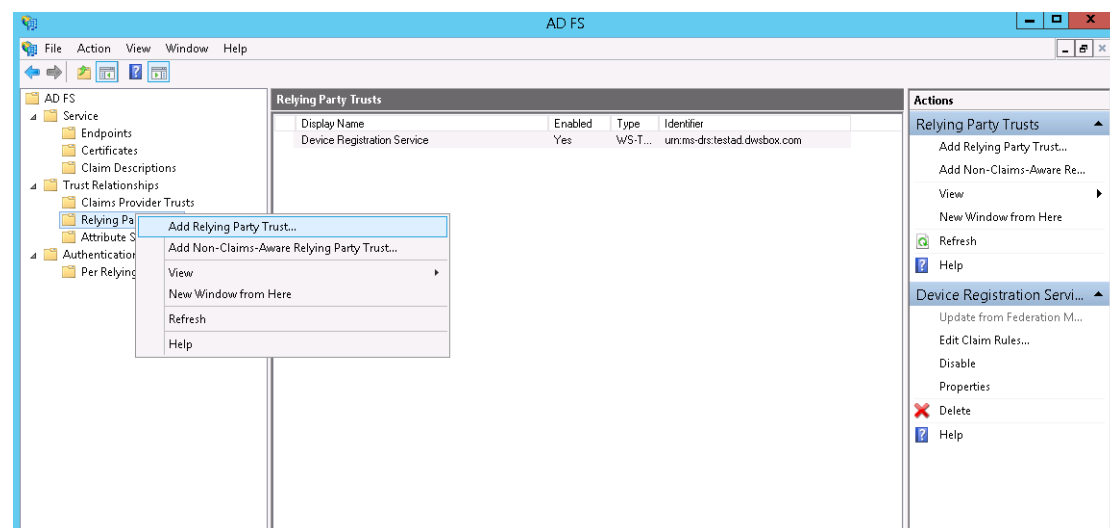 AD FS
File Action View Window Help
AD FS
Service
Endpoints
Certificates
Claim Descriptions
Trust Relationships
Claims Provider Trusts
Relying Pa
Attribute S
Authentication
Per Relying
Add Relying Party Trust...
Add Non-Claims-Aware Relying Party Trust...
View
New Window from Here
Refresh
Help
Relying Party Trusts
Display Name Enabled Type Identifier
Device Registration Service Yes WS-T... urn:ms-drs:testad.dwsbox.com
Actions
Relying Party Trusts
Add Relying Party Trust...
Add Non-Claims-Aware Re...
View
New Window from Here
Refresh
Help
Device Registration Servi...
Update from Federation M...
Edit Claim Rules...
Disable
Properties
Delete
Help